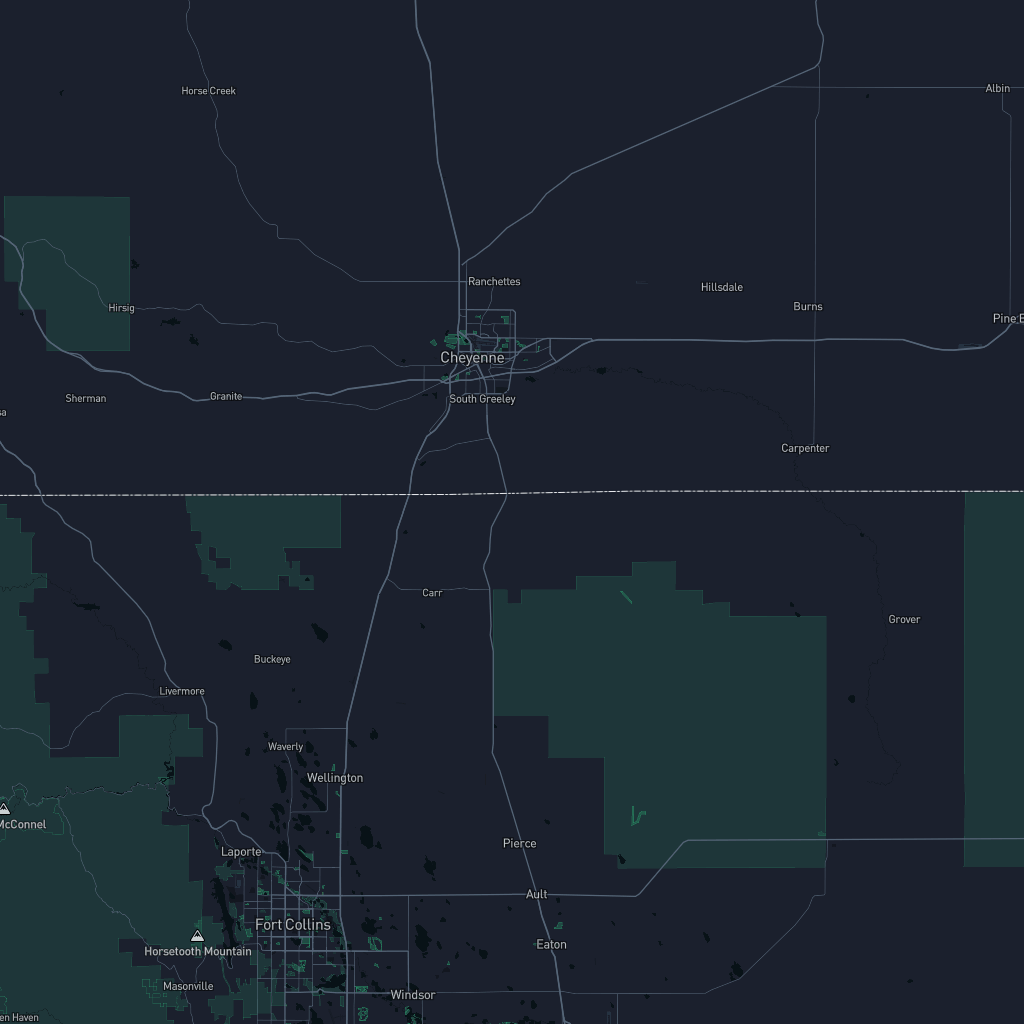 Horse Creek
Albin
Ranchettes
Hillsdale
Hirsig
Burns
Pine B
Cheyenne
Sherman
Granite
South Greeley
sa
Carpenter
Carr
Grover
Buckeye
Livermore
Waverly
Wellington
McConnel
Pierce
Laporte
Ault
Fort Collins
Eaton
Horsetooth Mountain
Masonville
Windsor
en Haven